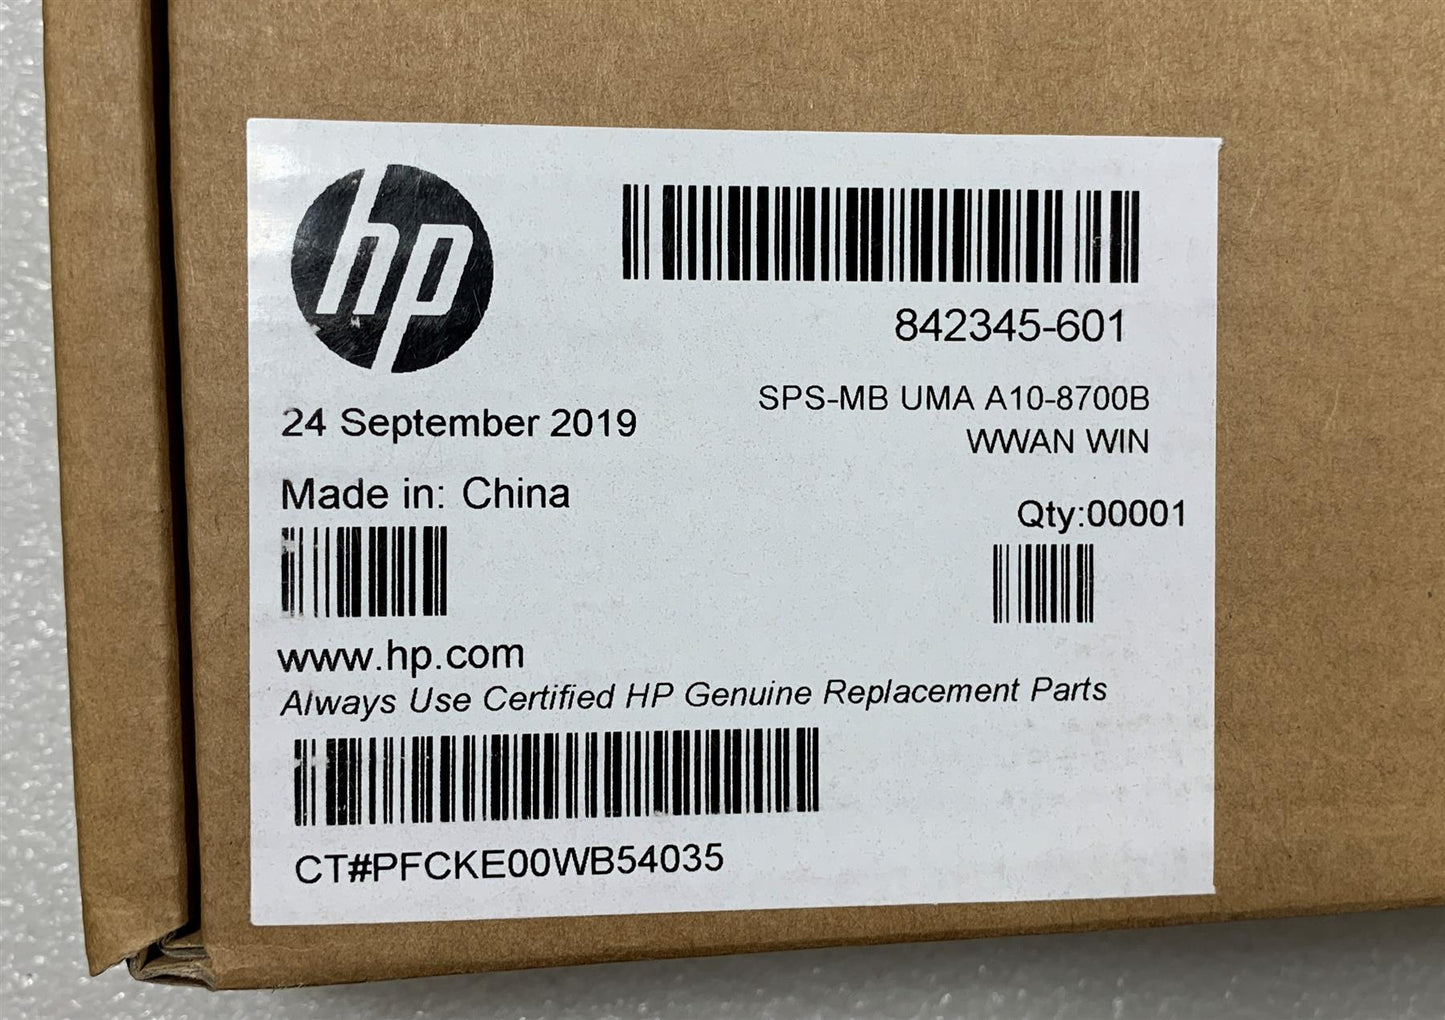 hp
842345-601
SPS-MB UMA A10-8700B
WWAN WIN
24 September 2019
Made in: China
Qty:00001
www.hp.com
Always Use Certified HP Genuine Replacement Parts
CT#PFCKE00WB54035